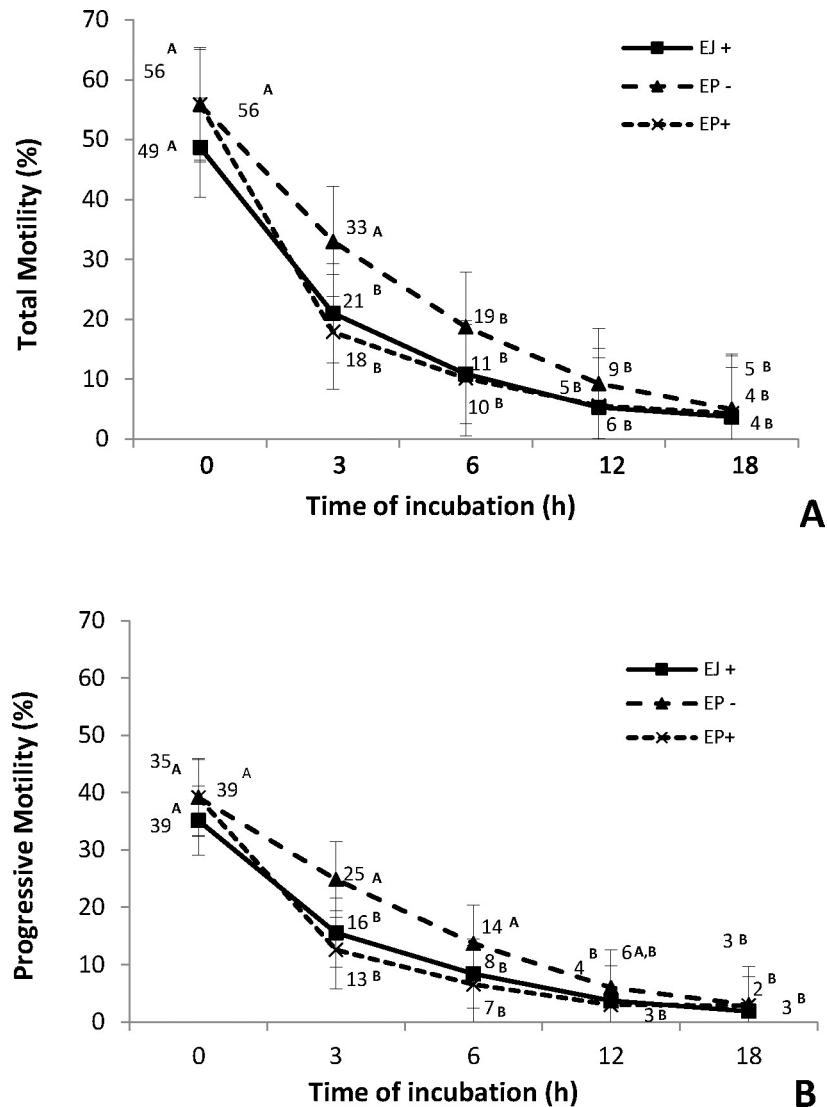 70
60
50
40
30
20
10
0
Total Motility (%)
EJ +
EP -
EP+
56 A
56 A
49 A
33 A
21 B
18 B
19 B
11 B
10 B
9 B
5 B
6 B
5 B
4 B
4 B
0 3 6 12 18
Time of incubation (h)
A
70
60
50
40
30
20
10
0
Progressive Motility (%)
EJ +
EP -
EP+
35 A
39 A
39 A
25 A
16 B
13 B
14 A
8 B
7 B
4 B
6 A,B
3 B
3 B
2 B
3 B
0 3 6 12 18
Time of incubation (h)
B